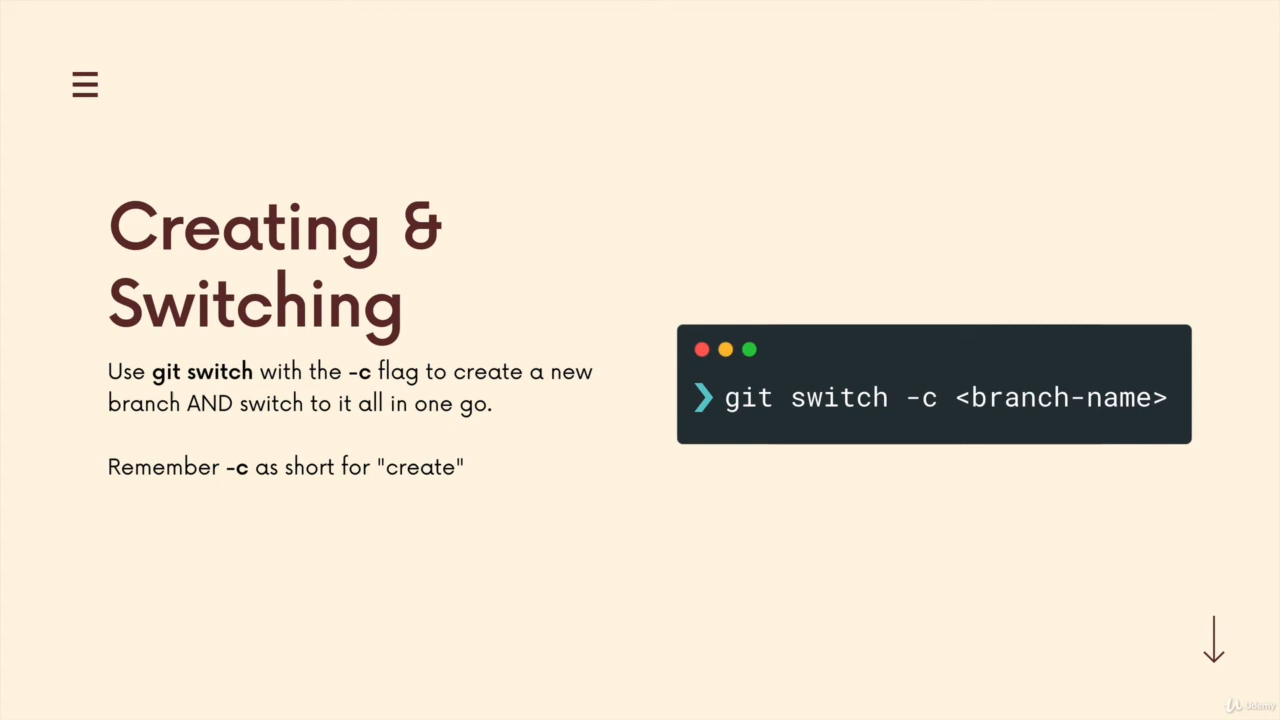 Creating &
Switching
Use git switch with the -c flag to create a new
branch AND switch to it all in one go.
Remember -c as short for "create"
❯ git switch -c <branch-name>
Udemy